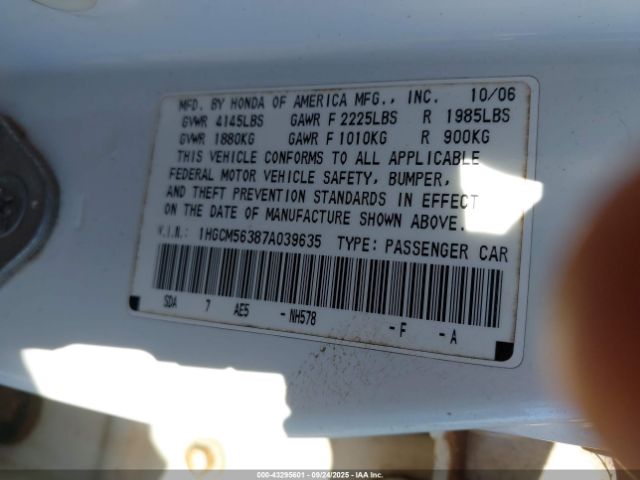 MFD. BY HONDA OF AMERICA MFG., INC. 10/06
GVWR 4145LBS GAWR F 2225LBS R 1985LBS
GVWR 1880KG GAWR F 1010KG R 900KG
THIS VEHICLE CONFORMS TO ALL APPLICABLE
FEDERAL MOTOR VEHICLE SAFETY, BUMPER,
AND THEFT PREVENTION STANDARDS IN EFFECT
ON THE DATE OF MANUFACTURE SHOWN ABOVE.
V.I.N.: 1HGCM56387A039635 TYPE: PASSENGER CAR
SDA 7 AE5 - NH578 - F - A
000-43295601 - 09/24/2025 - IAA Inc.